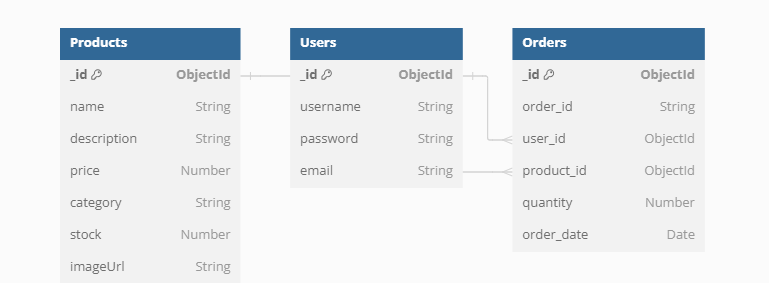 Products
_id ObjectId
name String
description String
price Number
category String
stock Number
imageUrl String
Users
_id ObjectId
username String
password String
email String
Orders
_id ObjectId
order_id String
user_id ObjectId
product_id ObjectId
quantity Number
order_date Date